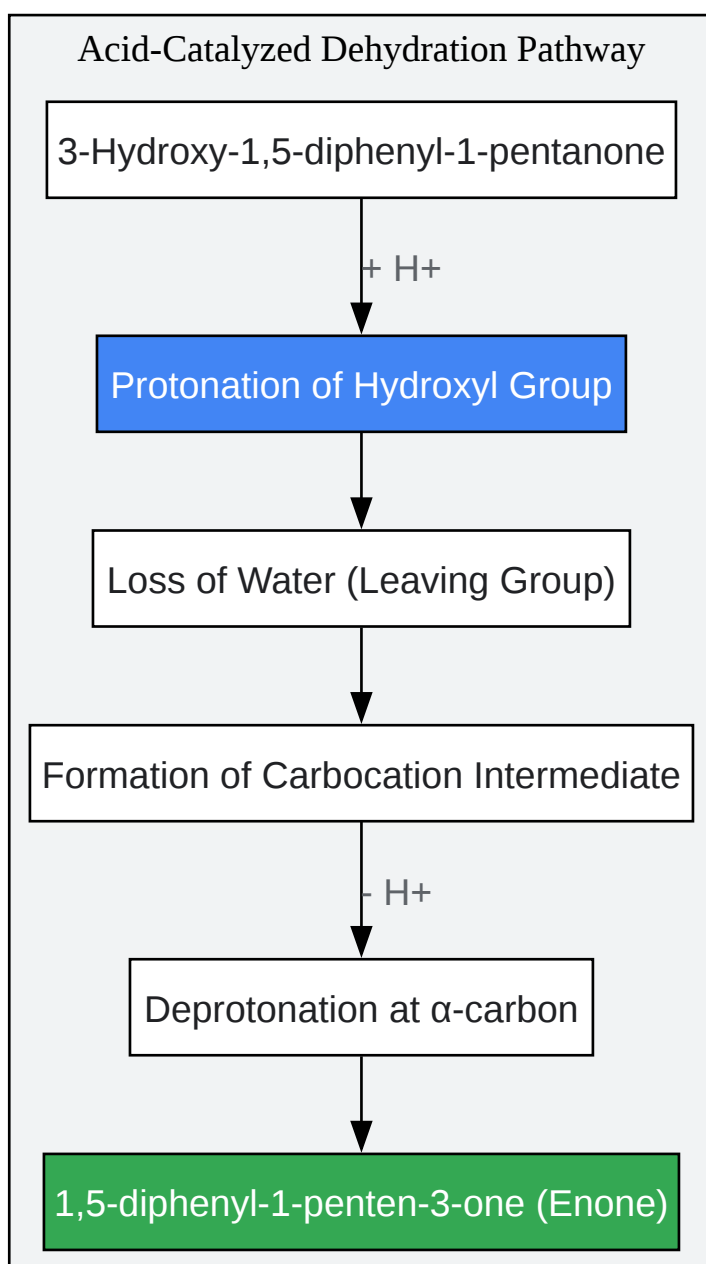 Acid-Catalyzed Dehydration Pathway
3-Hydroxy-1,5-diphenyl-1-pentanone
+ H+
Protonation of Hydroxyl Group
Loss of Water (Leaving Group)
Formation of Carbocation Intermediate
- H+
Deprotonation at α-carbon
1,5-diphenyl-1-penten-3-one (Enone)